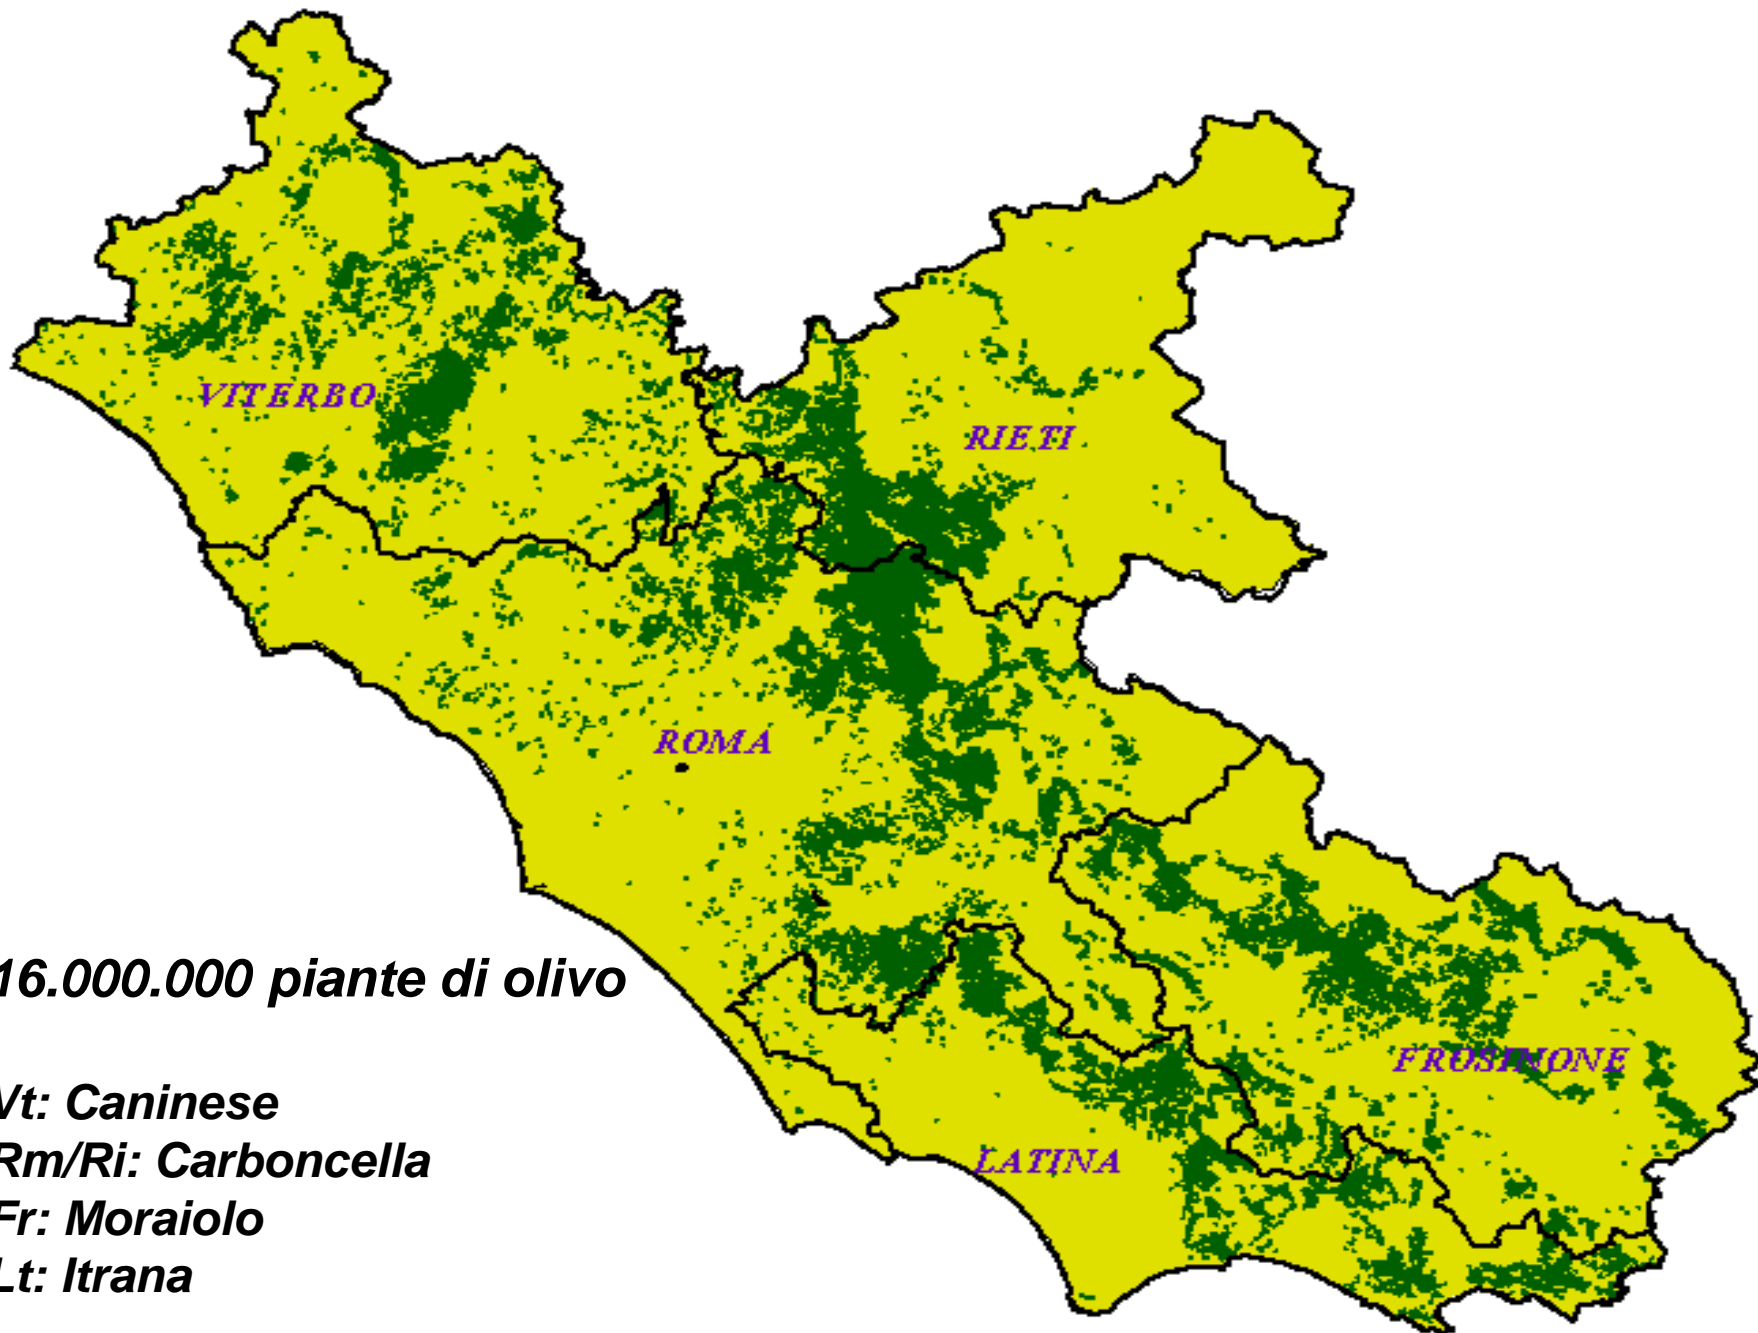 VITERBO
RIETI
ROMA
16.000.000 piante di olivo
FROSINONE
Vt: Caninese
Rm/Ri: Carboncella
LATINA
Fr: Moraiolo
Lt: Itrana